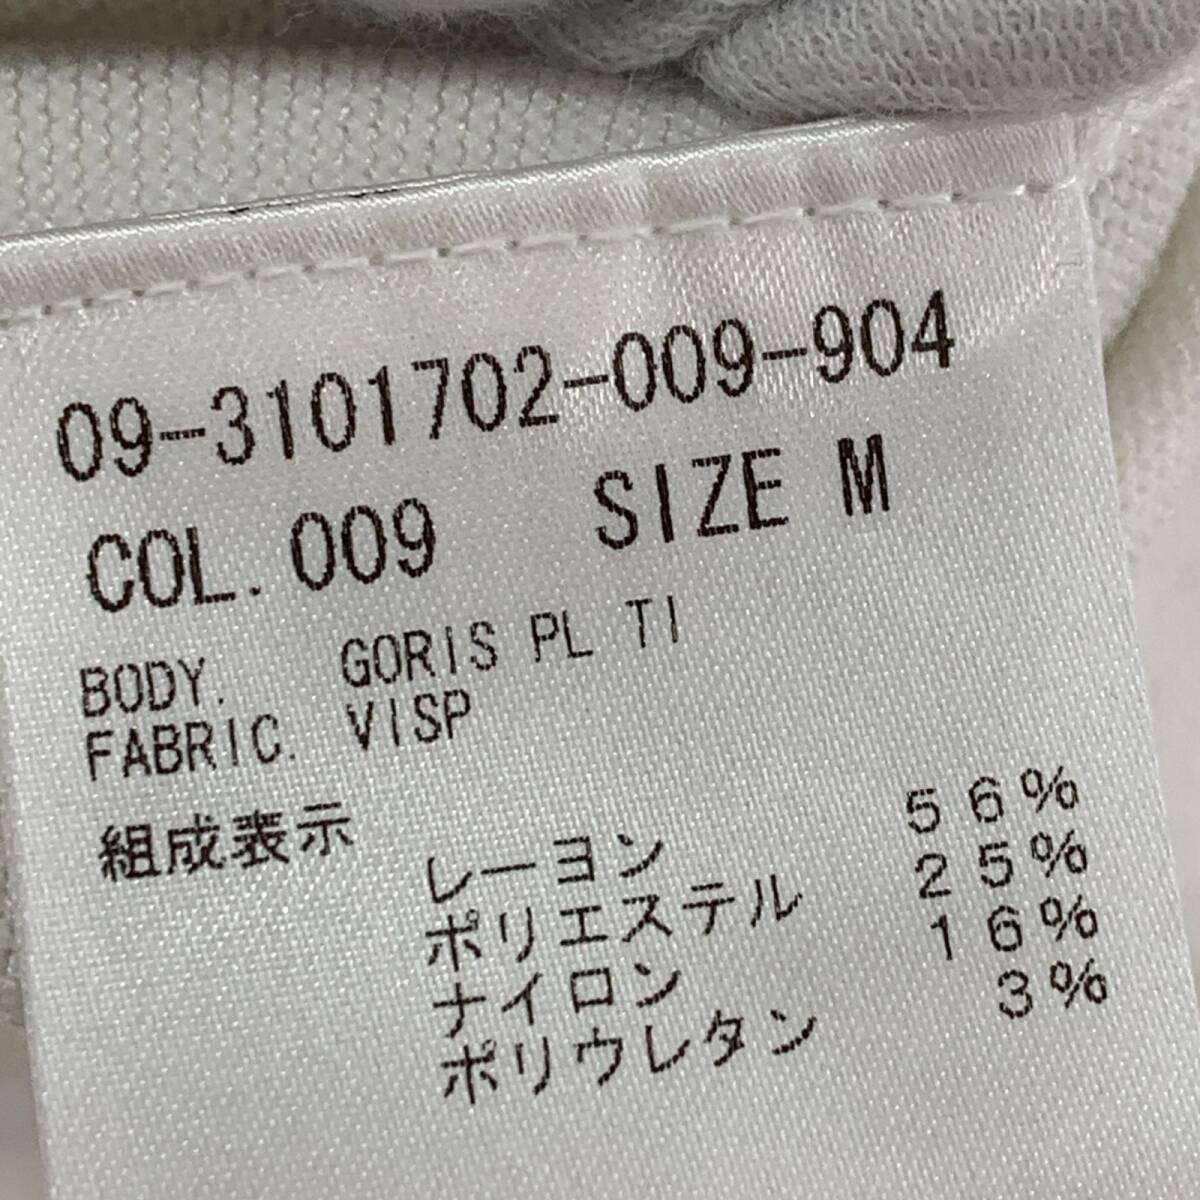 09-3101702-009-904
COL. 009 SIZE M
BODY. GORIS PL TI
FABRIC. VISP
組成表示
レーヨン 56%
ポリエステル 25%
ナイロン 16%
ポリウレタン 3%